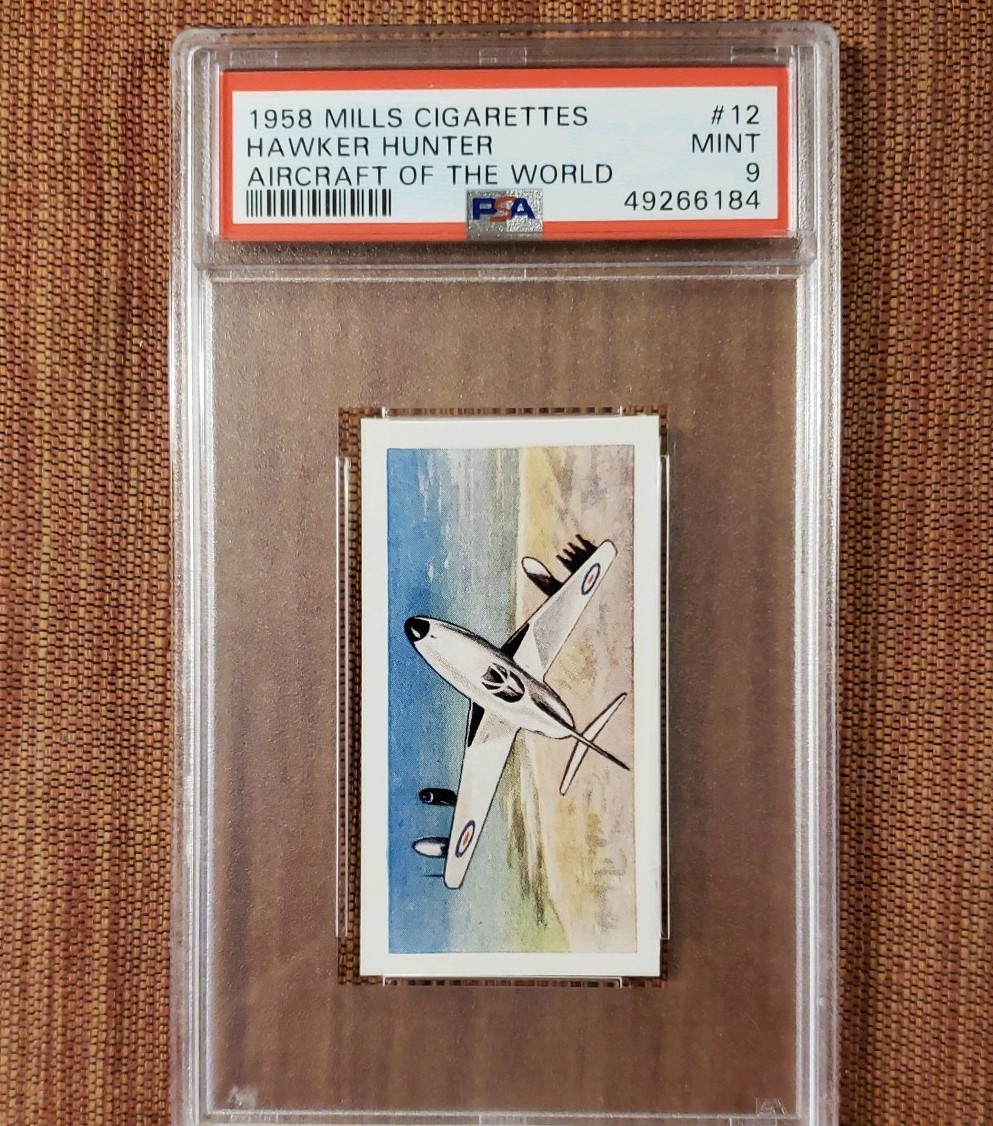 1958 MILLS CIGARETTES #12
HAWKER HUNTER MINT
AIRCRAFT OF THE WORLD 9
PSA 49266184